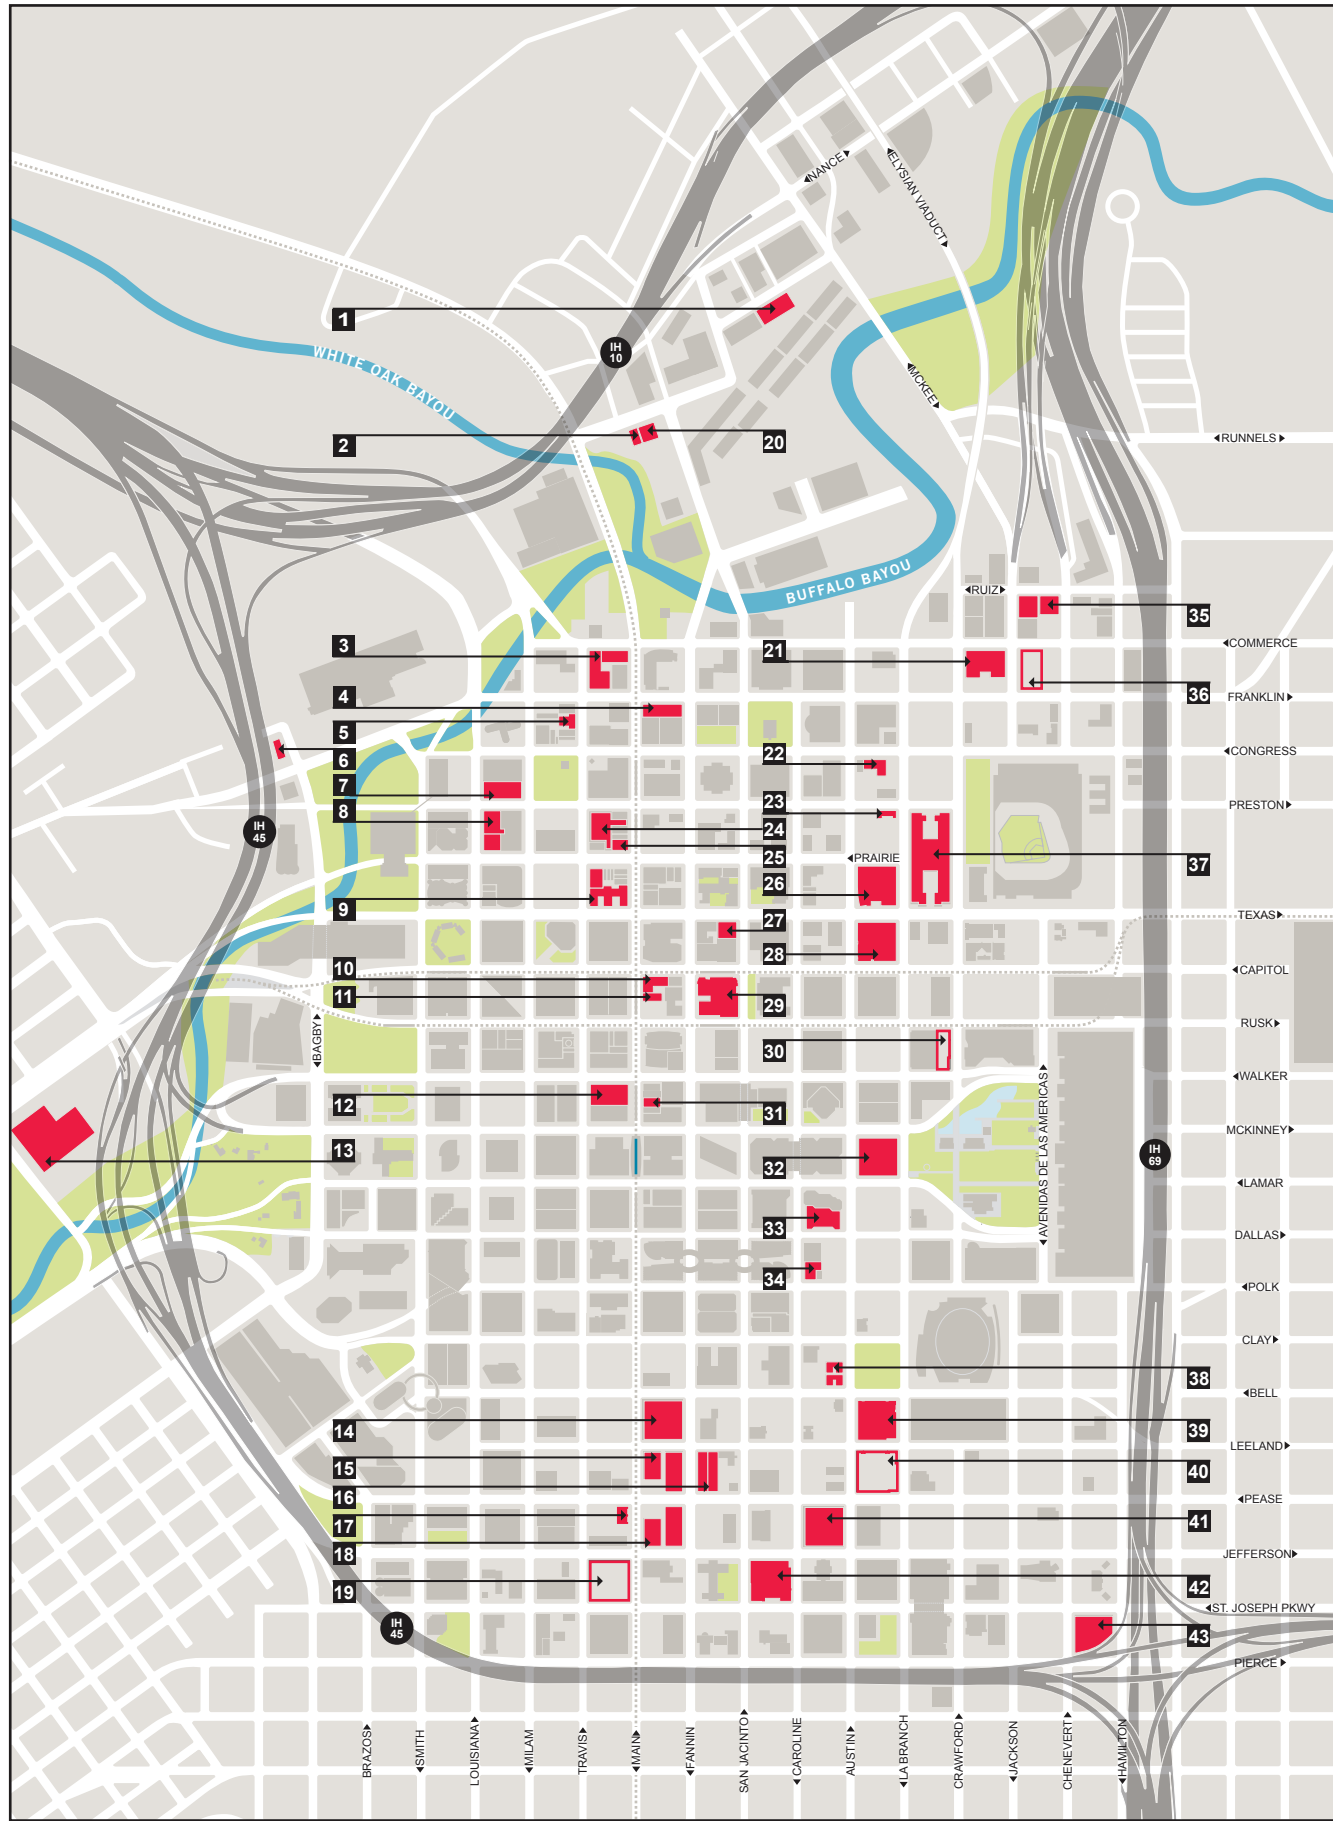 NANCE
ELYSIAN VIADUCT
1
IH
10
WHITE OAK BAYOU
MCKEE
2
20
RUNNELS
BUFFALO BAYOU
RUIZ
35
3
21
COMMERCE
36
4
FRANKLIN
5
22
CONGRESS
6
7
23
PRESTON
8
24
IH
45
25
PRAIRIE
37
26
9
TEXAS
27
28
10
CAPITOL
11
29
RUSK
BAGBY
30
WALKER
12
31
AVENIDAS DE LAS AMERICAS
MCKINNEY
13
32
IH
69
LAMAR
33
DALLAS
34
POLK
CLAY
38
BELL
14
39
LEELAND
15
40
16
PEASE
17
41
18
JEFFERSON
19
42
ST. JOSEPH PKWY
IH
45
43
PIERCE
BRAZOS
SMITH
LOUISIANA
MILAM
TRAVIS
MAIN
FANNIN
SAN JACINTO
CAROLINE
AUSTIN
LA BRANCH
CRAWFORD
JACKSON
CHENEVERT
HAMILTON